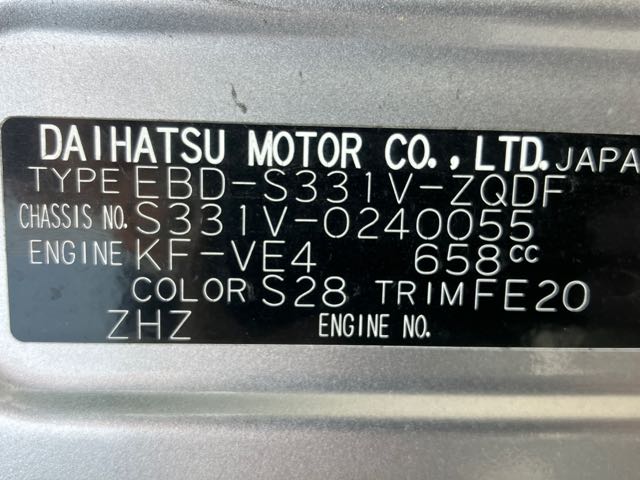 DAIHATSU MOTOR CO., LTD. JAPA
TYPE EBD-S331V-ZQDF
CHASSIS NO. S331V-0240055
ENGINE KF-VE4 658cc
COLOR S28 TRIM FE20
ZHZ ENGINE NO.